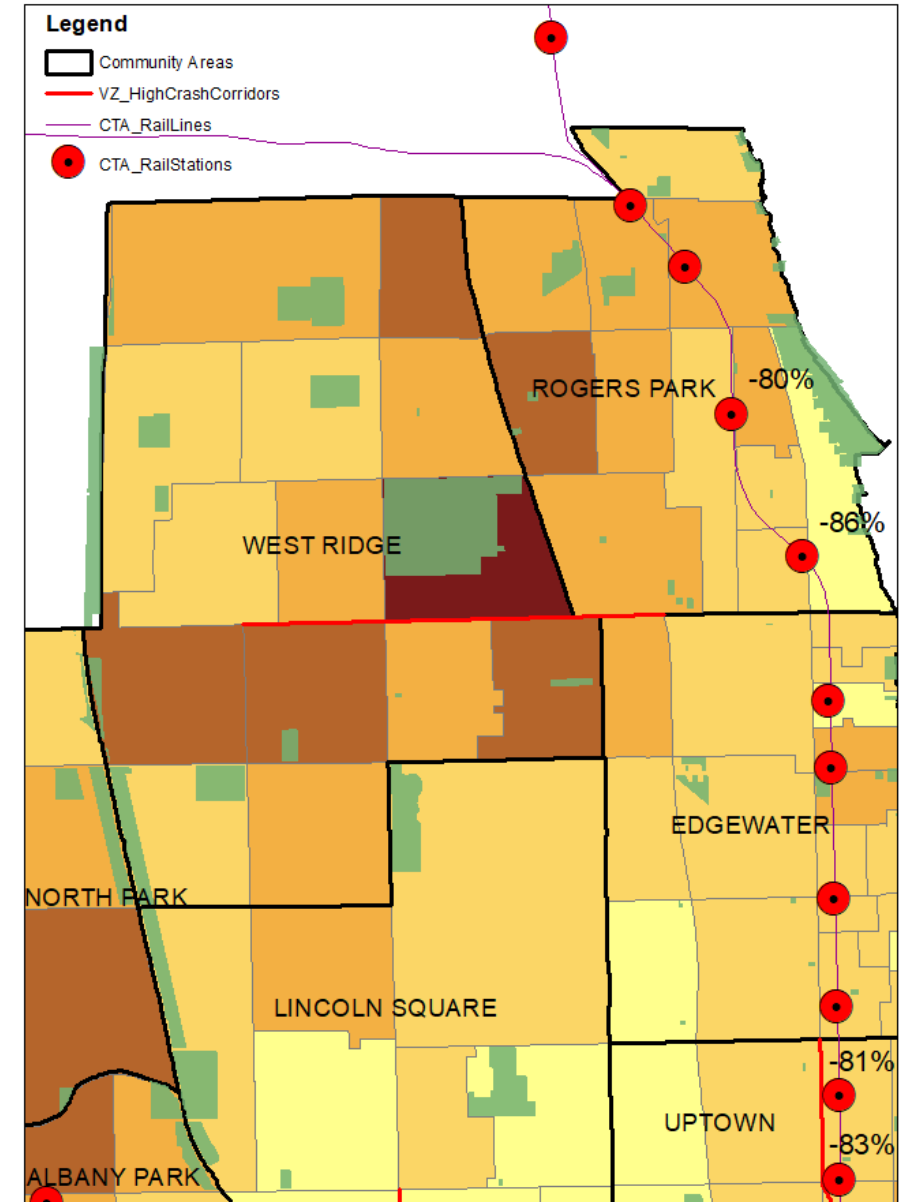 Legend
Community Areas
VZ_HighCrashCorridors
CTA_RailLines
CTA_RailStations
ROGERS PARK
-80%
-86%
WEST RIDGE
EDGEWATER
NORTH PARK
LINCOLN SQUARE
-81%
UPTOWN
-83%
ALBANY PARK